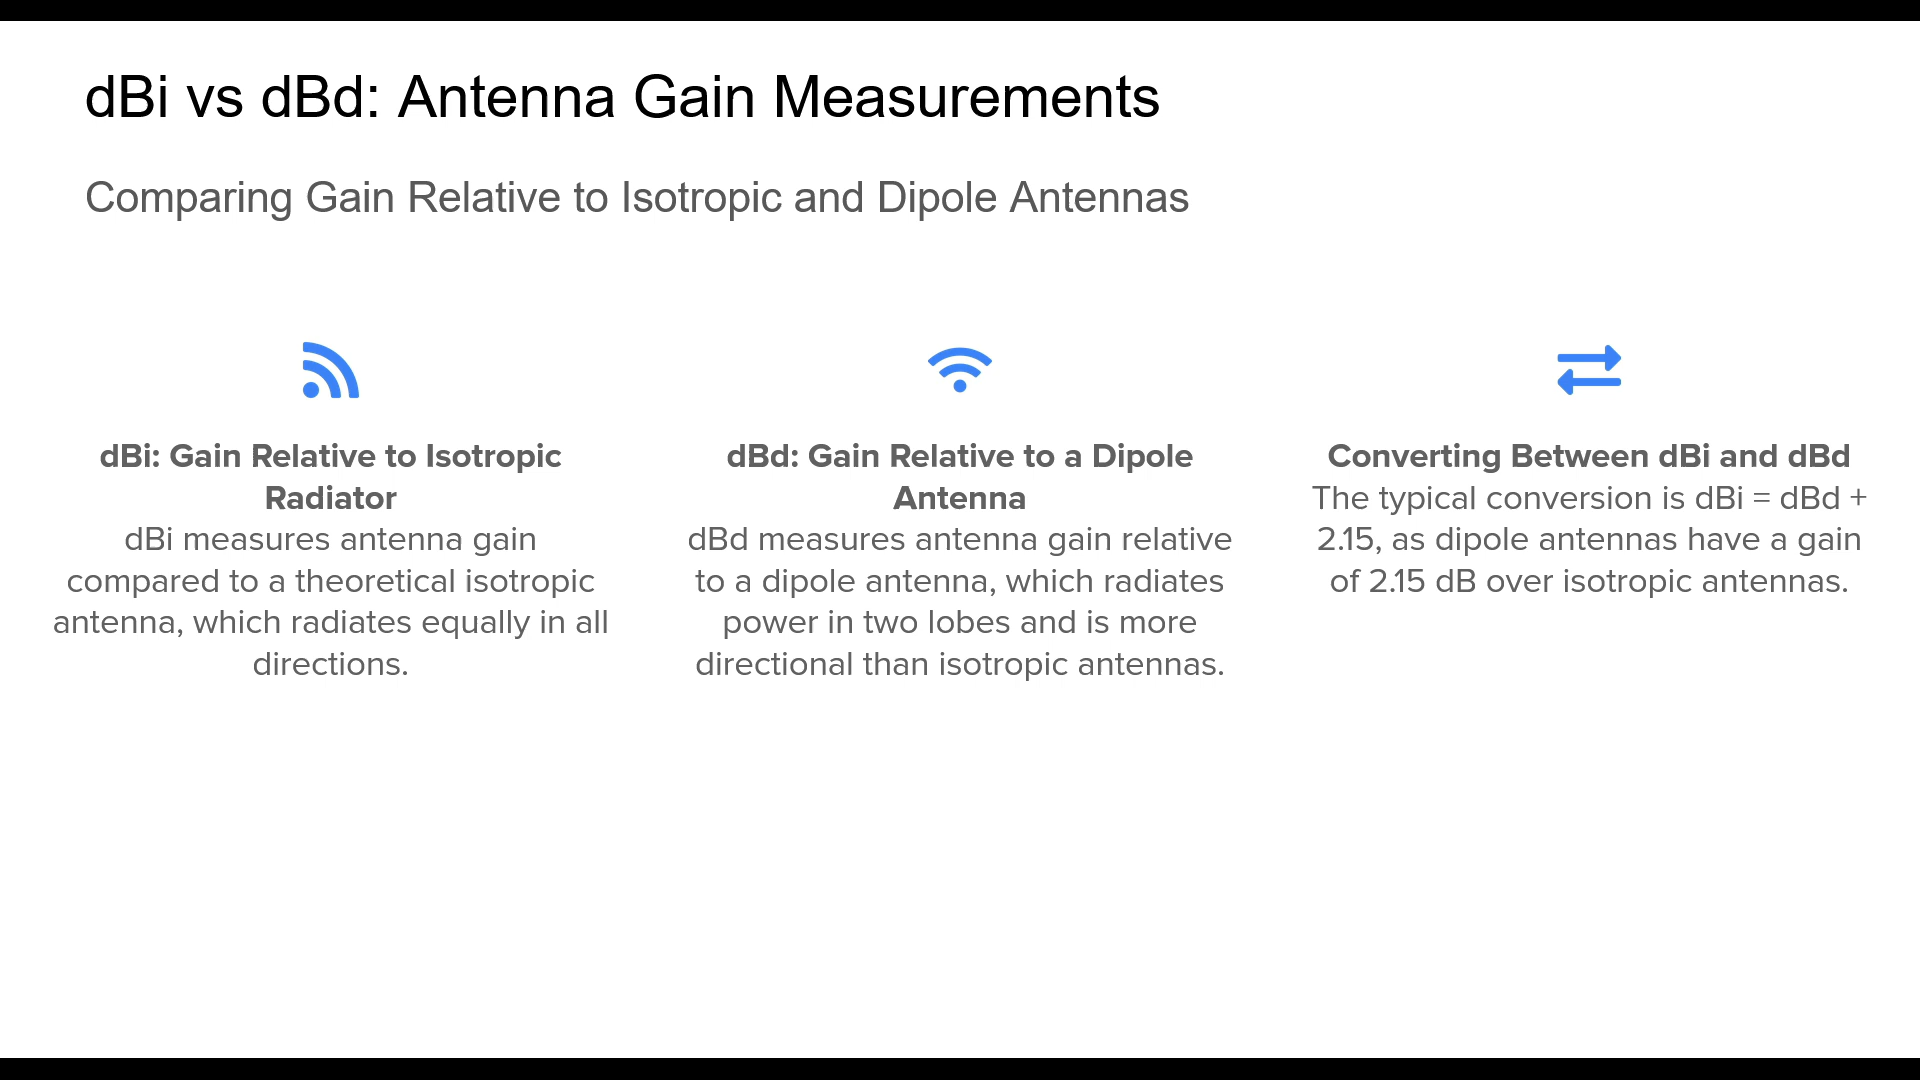 dBi vs dBd: Antenna Gain Measurements
Comparing Gain Relative to Isotropic and Dipole Antennas
dBi: Gain Relative to Isotropic
Radiator
dBi measures antenna gain
compared to a theoretical isotropic
antenna, which radiates equally in all
directions.
dBd: Gain Relative to a Dipole
Antenna
dBd measures antenna gain relative
to a dipole antenna, which radiates
power in two lobes and is more
directional than isotropic antennas.
Converting Between dBi and dBd
The typical conversion is dBi = dBd +
2.15, as dipole antennas have a gain
of 2.15 dB over isotropic antennas.